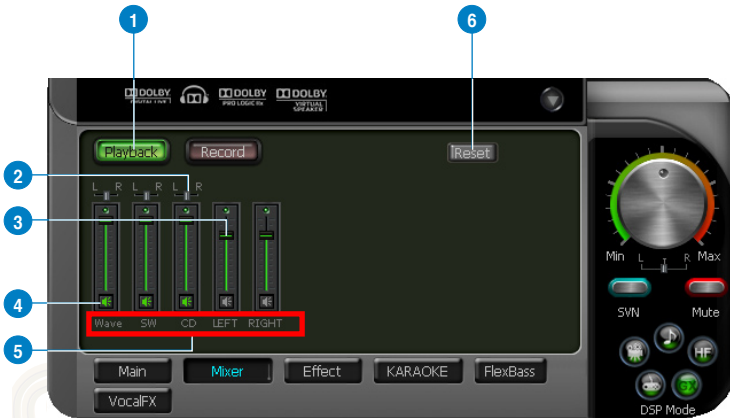 1
6
DOLBY DIGITAL LIVE
DOLBY PRO LOGIC IIx
DOLBY VIRTUAL SPEAKER
Playback Record Reset
2
L R L R L R
3
4
Wave SW CD LEFT RIGHT
5
Min L R Max
SVN Mute
HF
GX
DSP Mode
Main Mixer Effect KARAOKE FlexBass
VocalFX